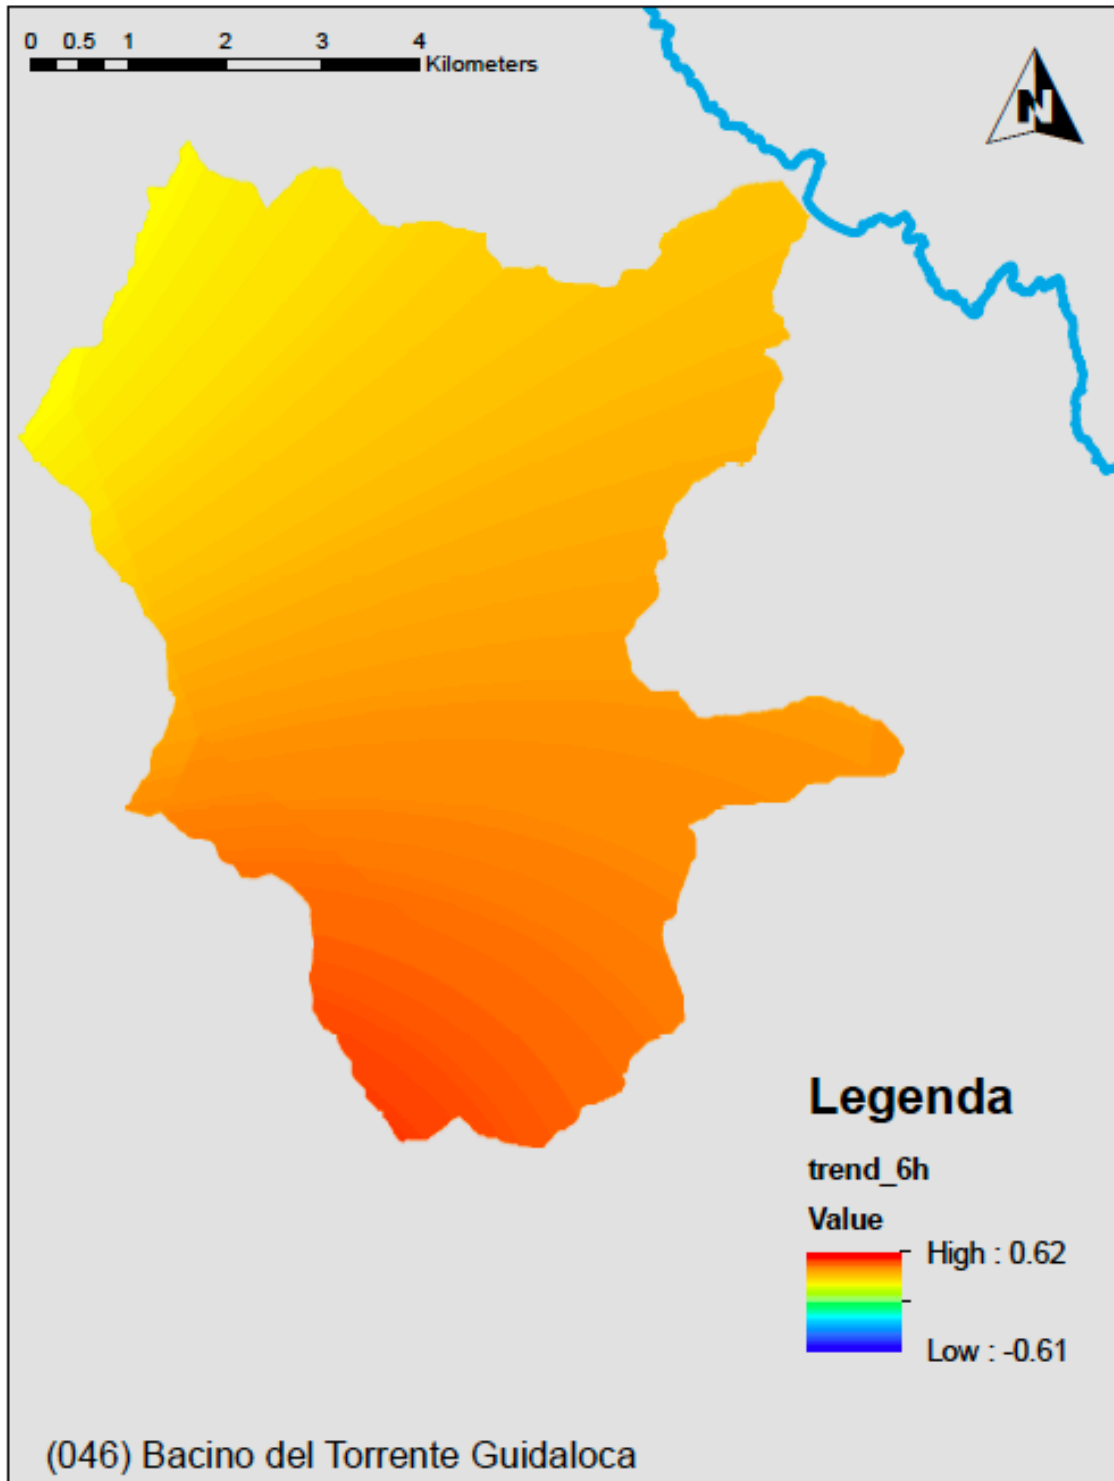 0 0.5 1 2 3 4
Kilometers
N
Legenda
trend_6h
Value
High : 0.62
Low : -0.61
(046) Bacino del Torrente Guidaloca